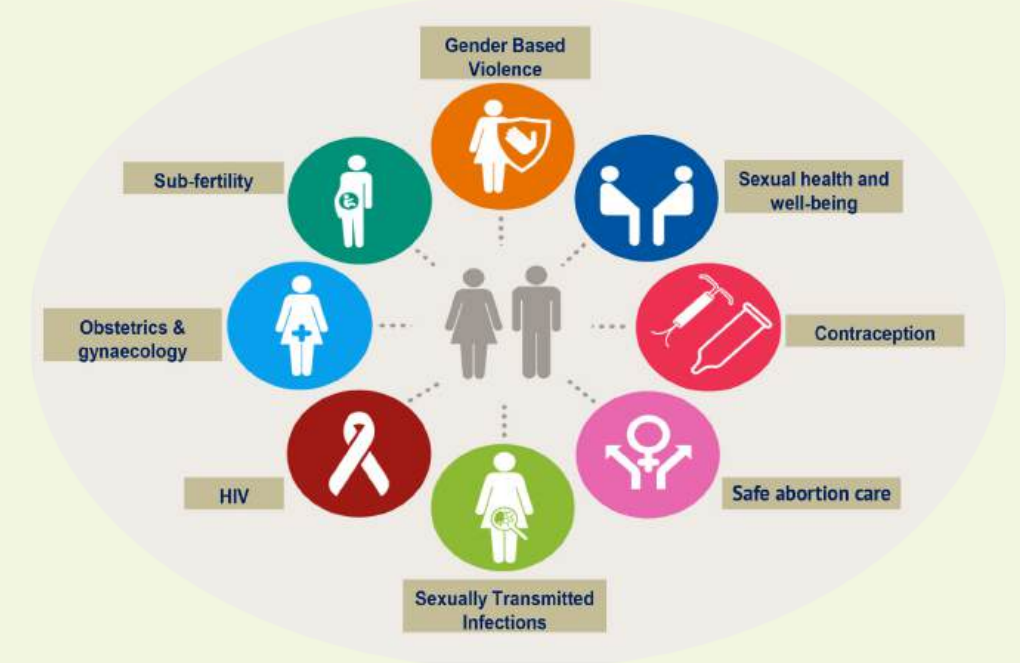 Gender Based
Violence
Sub-fertility
Sexual health and
well-being
Obstetrics &
gynaecology
Contraception
HIV
Safe abortion care
Sexually Transmitted
Infections